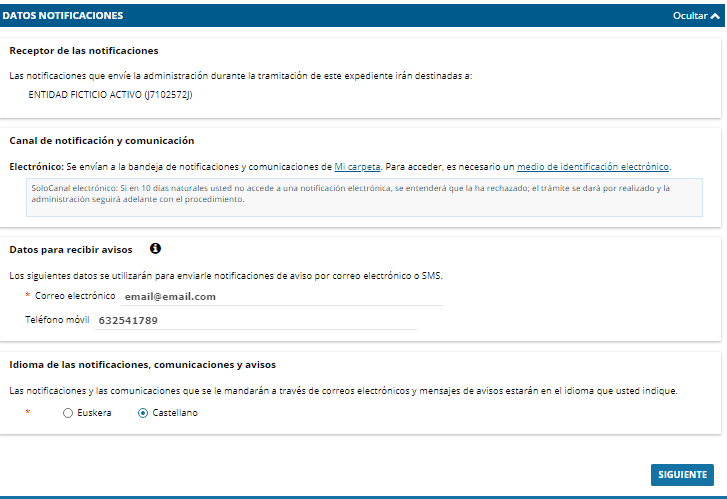 DATOS NOTIFICACIONES Ocultar
Receptor de las notificaciones
Las notificaciones que envíe la administración durante la tramitación de este expediente irán destinadas a:
ENTIDAD FICTICIO ACTIVO (J7102572J)
Canal de notificación y comunicación
Electrónico: Se envían a la bandeja de notificaciones y comunicaciones de Mi carpeta. Para acceder, es necesario un medio de identificación electrónico.
SoloCanal electrónico: Si en 10 días naturales usted no accede a una notificación electrónica, se entenderá que la ha rechazado; el trámite se dará por realizado y la
administración seguirá adelante con el procedimiento.
Datos para recibir avisos
Los siguientes datos se utilizarán para enviarle notificaciones de aviso por correo electrónico o SMS.
* Correo electrónico email@email.com
Teléfono móvil 632541789
Idioma de las notificaciones, comunicaciones y avisos
Las notificaciones y las comunicaciones que se le mandarán a través de correos electrónicos y mensajes de avisos estarán en el idioma que usted indique.
* Euskera Castellano
SIGUIENTE